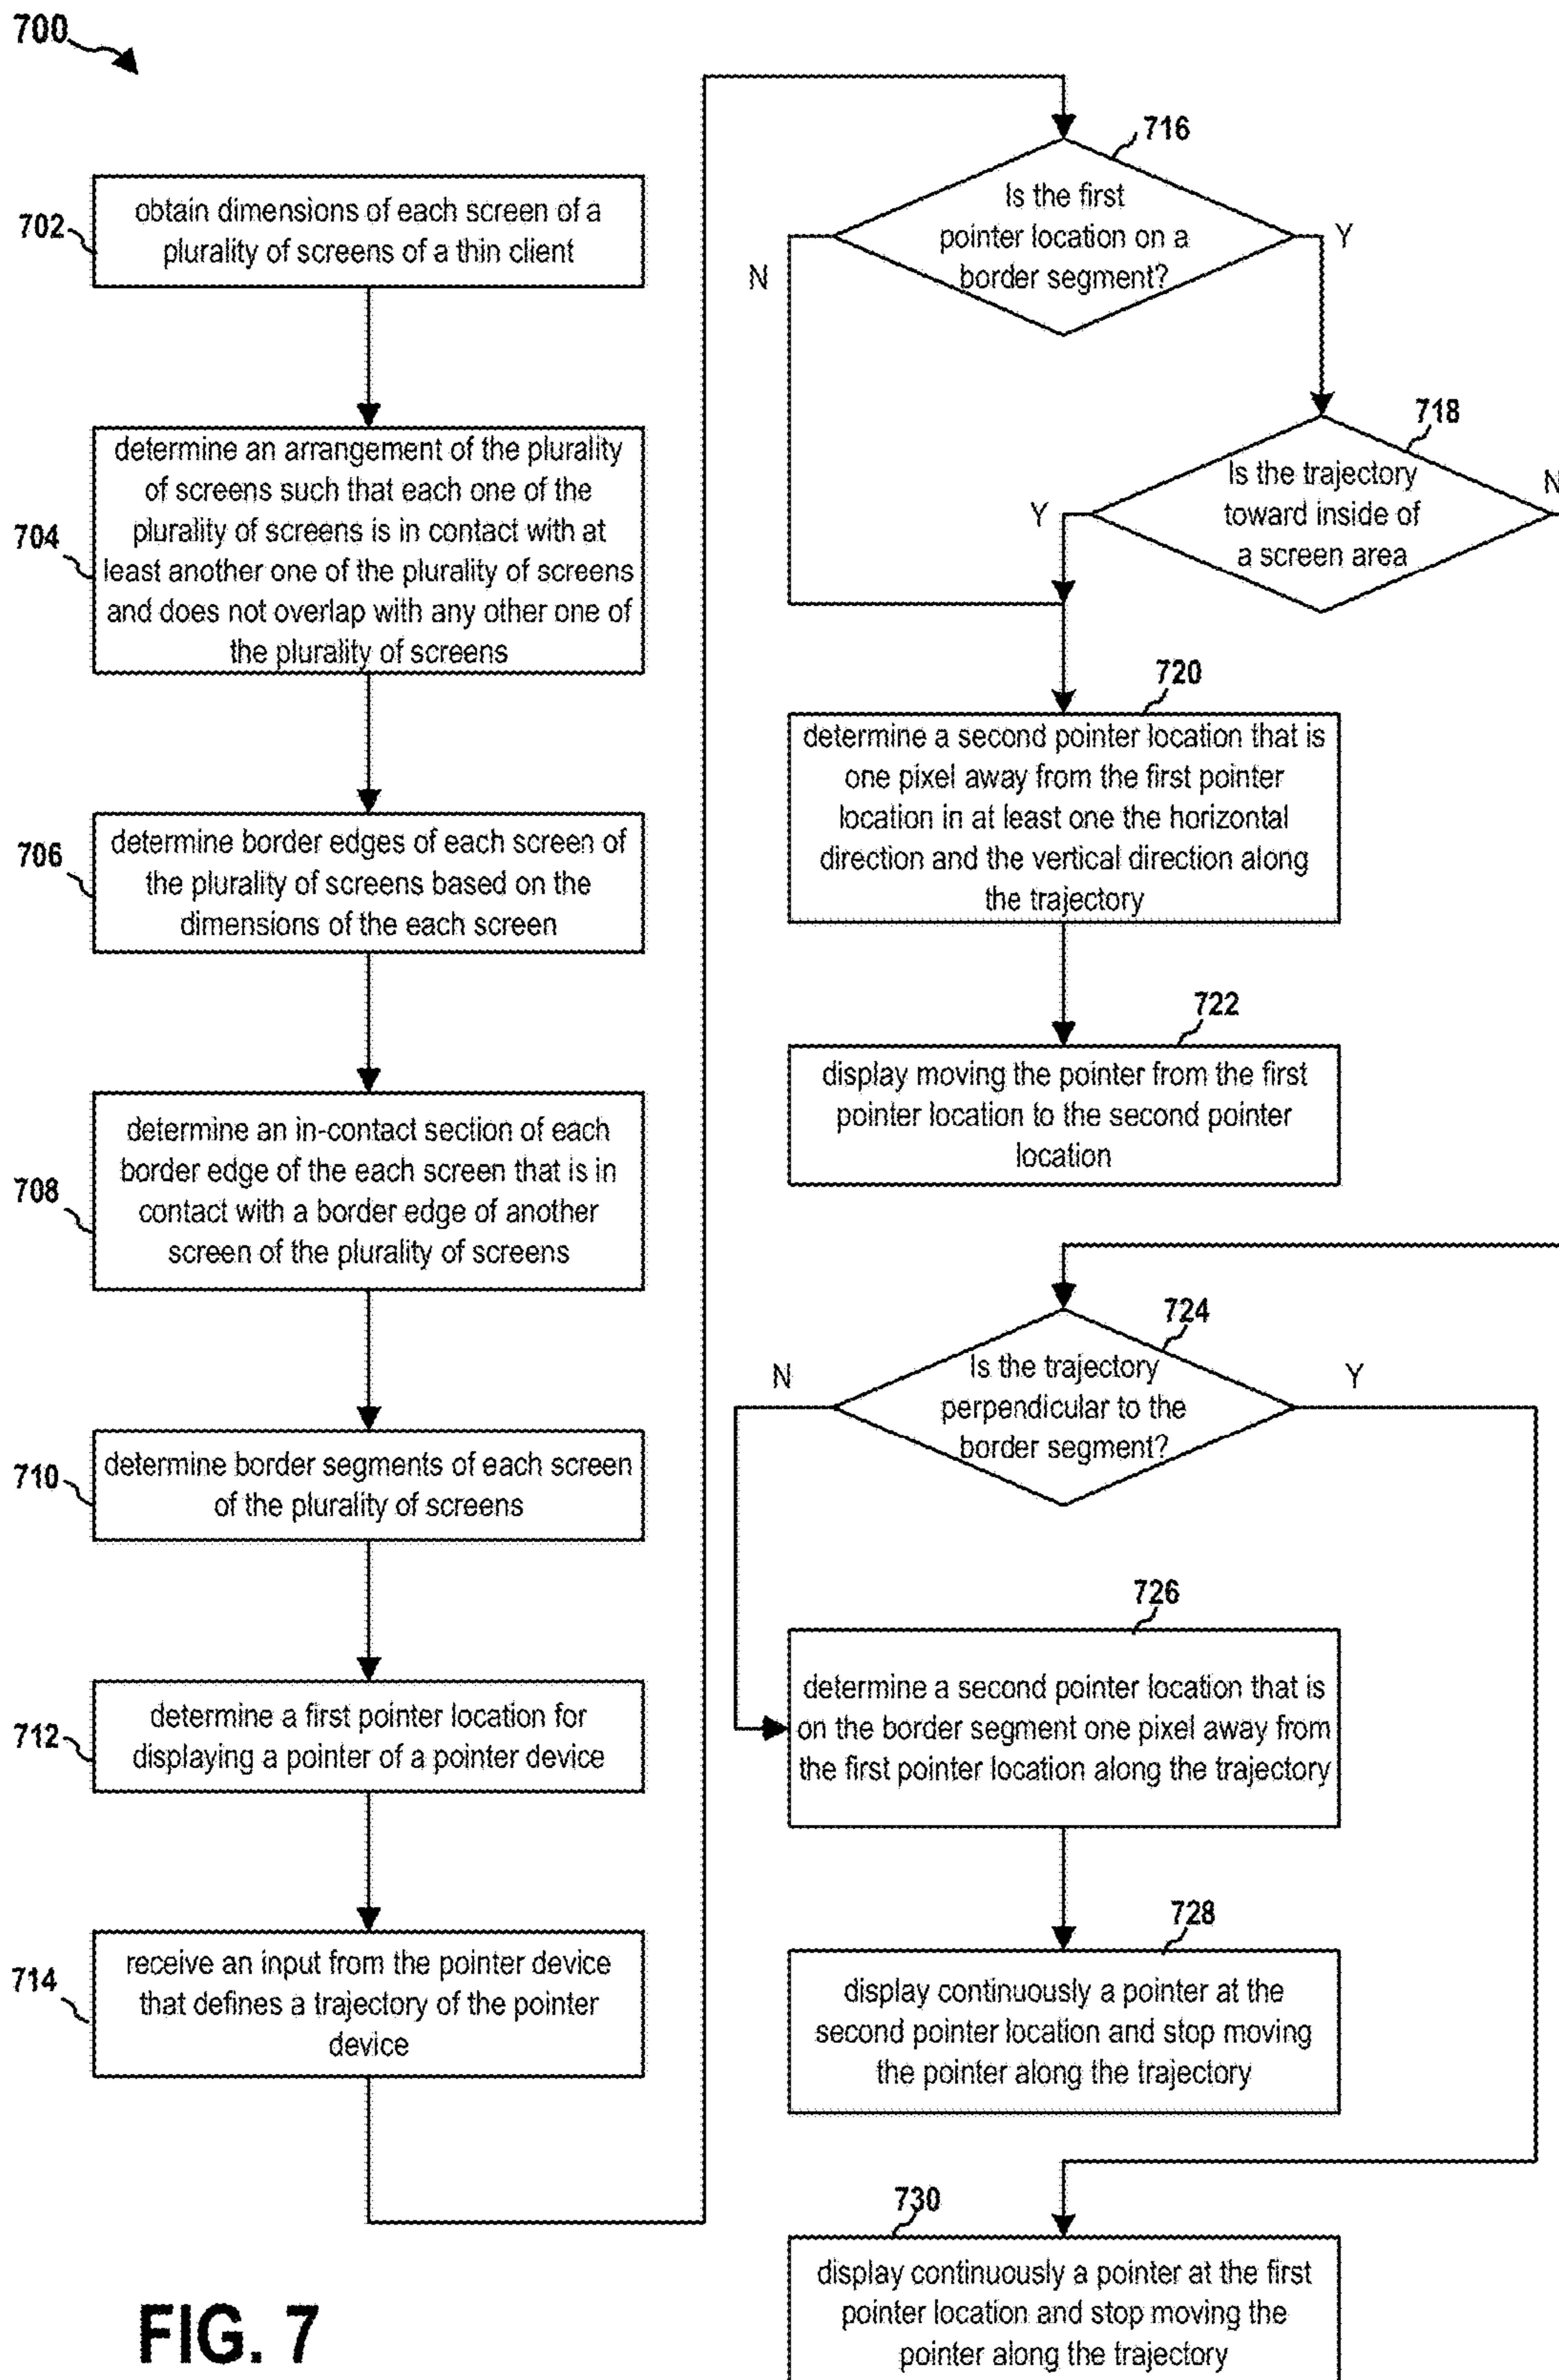 700
702
obtain dimensions of each screen of a
plurality of screens of a thin client
704
determine an arrangement of the plurality
of screens such that each one of the
plurality of screens is in contact with at
least another one of the plurality of screens
and does not overlap with any other one of
the plurality of screens
706
determine border edges of each screen of
the plurality of screens based on the
dimensions of the each screen
708
determine an in-contact section of each
border edge of the each screen that is in
contact with a border edge of another
screen of the plurality of screens
710
determine border segments of each screen
of the plurality of screens
712
determine a first pointer location for
displaying a pointer of a pointer device
714
receive an input from the pointer device
that defines a trajectory of the pointer
device
716
Is the first
pointer location on a
border segment?
N
Y
718
Is the trajectory
toward inside of
a screen area
Y
N
720
determine a second pointer location that is
one pixel away from the first pointer
location in at least one the horizontal
direction and the vertical direction along
the trajectory
722
display moving the pointer from the first
pointer location to the second pointer
location
724
Is the trajectory
perpendicular to the
border segment?
N
Y
726
determine a second pointer location that is
on the border segment one pixel away from
the first pointer location along the trajectory
728
display continuously a pointer at the
second pointer location and stop moving
the pointer along the trajectory
730
display continuously a pointer at the first
pointer location and stop moving the
pointer along the trajectory
FIG. 7